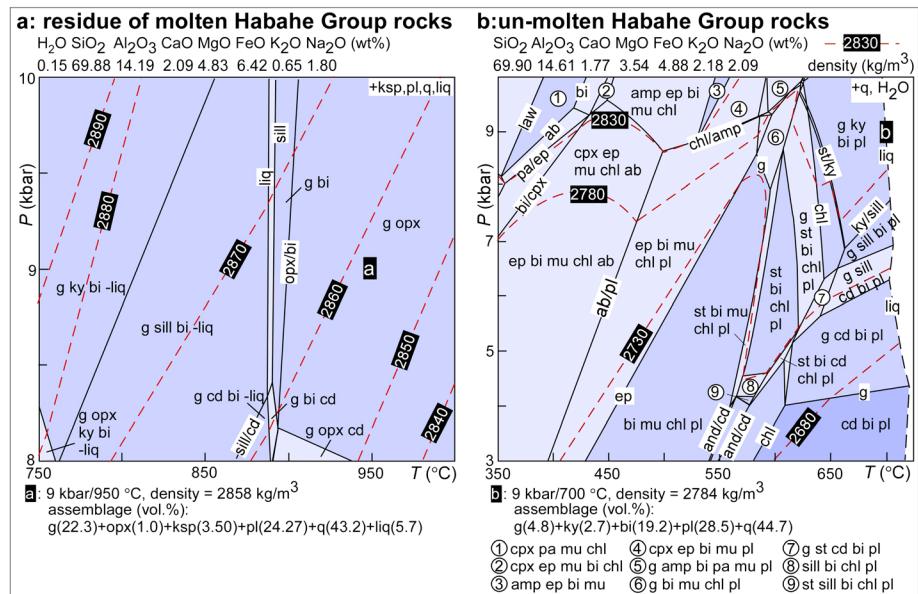 a: residue of molten Habahe Group rocks
H2O SiO2 Al2O3 CaO MgO FeO K2O Na2O (wt%)
0.15 69.88 14.19 2.09 4.83 6.42 0.65 1.80
10
+ksp,pl,q,liq
2890
2880
2870
2860
2850
2840
liq
sill
g bi
opx/bi
g opx
a
P (kbar)
9
g ky bi -liq
g sill bi -liq
g cd bi -liq
g bi cd
sill/cd
g opx cd
g opx
ky bi
-liq
8
750
850
950
T (°C)
a: 9 kbar/950 °C, density = 2858 kg/m3
assemblage (vol.%):
g(22.3)+opx(1.0)+ksp(3.50)+pl(24.27)+q(43.2)+liq(5.7)
b:un-molten Habahe Group rocks
SiO2 Al2O3 CaO MgO FeO K2O Na2O (wt%)
69.90 14.61 1.77 3.54 4.88 2.18 2.09
2830
density (kg/m3)
+q, H2O
law
1
bi
2
amp ep bi
mu chl
3
4
5
6
ab
pa/ep
bi/cpx
2830
cpx ep
mu chl ab
chl/amp
2780
g
st/ky
g ky
bi pl
b
liq
9
P (kbar)
7
5
3
ep bi mu chl ab
ab/pl
ep bi mu
chl pl
2730
ep
st bi mu
chl pl
st
bi
chl
pl
g
st
bi
chl
pl
chl
ky/sill
g sill bi pl
g sill
cd bi pl
7
liq
g cd bi pl
st bi cd
chl pl
8
9
bi mu chl pl
and/cd
and/cd
chl
2680
g
cd bi pl
350
450
550
650
T (°C)
b: 9 kbar/700 °C, density = 2784 kg/m3
assemblage (vol.%):
g(4.8)+ky(2.7)+bi(19.2)+pl(28.5)+q(44.7)
① cpx pa mu chl ④ cpx ep bi mu pl ⑦ g st cd bi pl
② cpx ep mu bi chl ⑤ g amp bi pa mu pl ⑧ sill bi chl pl
③ amp ep bi mu ⑥ g bi mu chl pl ⑨ st sill bi chl pl